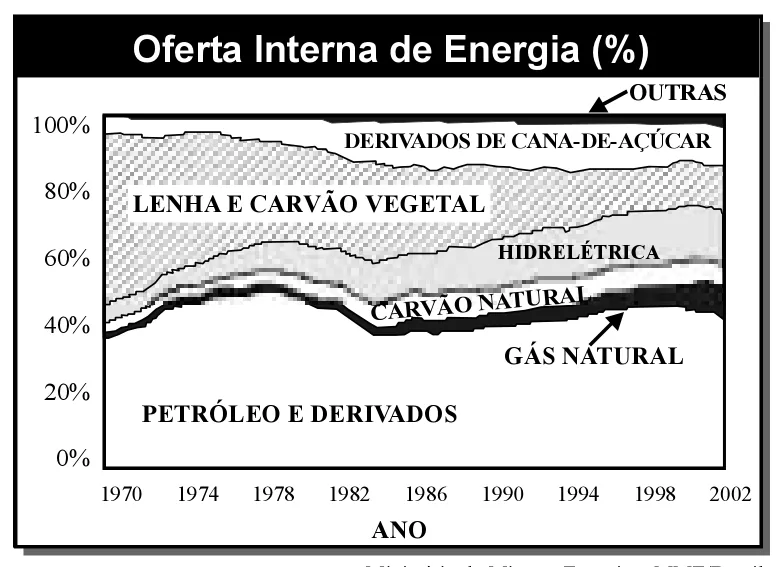 Oferta Interna de Energia (%)
OUTRAS
100%
DERIVADOS DE CANA-DE-AÇÚCAR
80%
LENHA E CARVÃO VEGETAL
60%
HIDRELÉTRICA
CARVÃO NATURAL
40%
GÁS NATURAL
20%
PETRÓLEO E DERIVADOS
0%
1970 1974 1978 1982 1986 1990 1994 1998 2002
ANO